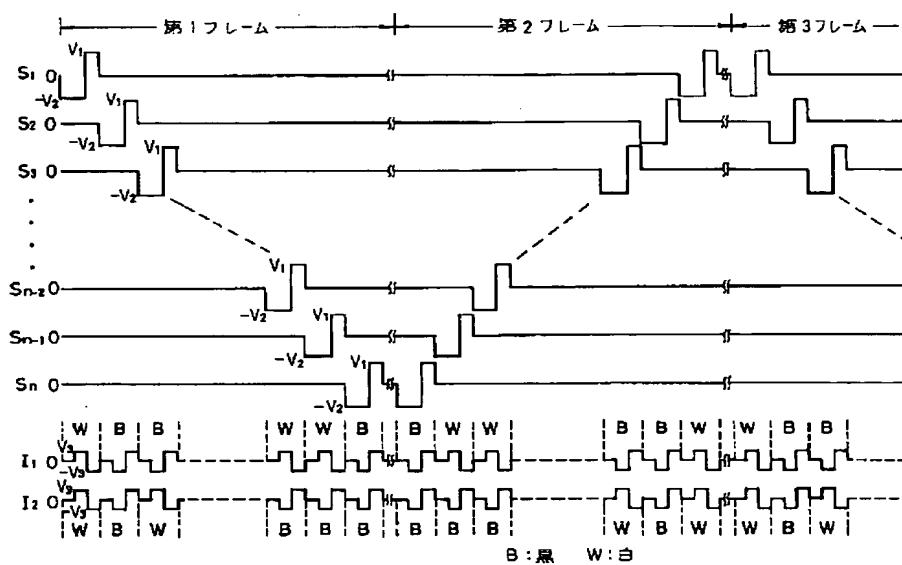 第1フレーム 第2フレーム 第3フレーム
V1
S1 0
-V2
V1
S2 0
-V2
V1
S3 0
-V2
V1
Sn-2 0
-V2
V1
Sn-1 0
-V2
V1
Sn 0
-V2
W B B W W B B W W B B W W B B
V3
I1 0
-V3
V3
I2 0
-V3
W B W B B B B B B W B W W B W
B:黒 W:白